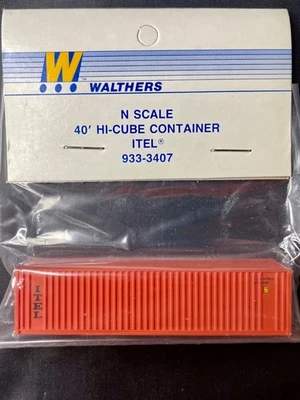 W
WALTHERS
N SCALE
40' HI-CUBE CONTAINER
ITEL®
933-3407
ITEL